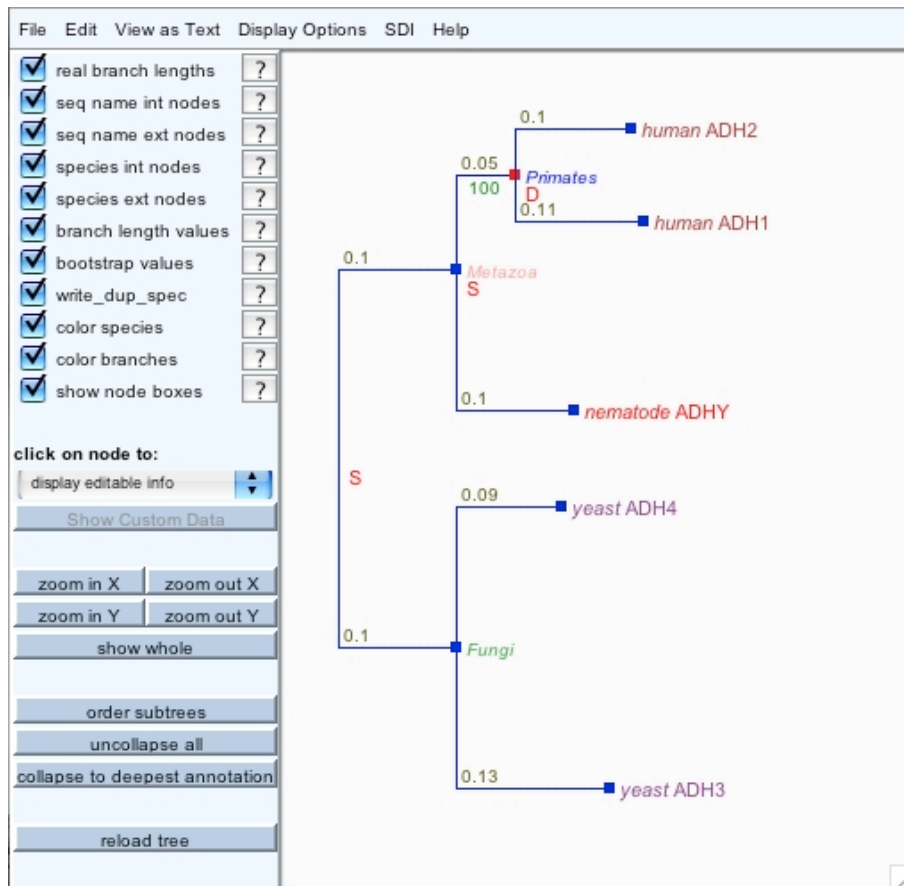 File Edit View as Text Display Options SDI Help
real branch lengths ?
seq name int nodes ?
seq name ext nodes ?
species int nodes ?
species ext nodes ?
branch length values ?
bootstrap values ?
write_dup_spec ?
color species ?
color branches ?
show node boxes ?
click on node to:
display editable info
Show Custom Data
zoom in X zoom out X
zoom in Y zoom out Y
show whole
order subtrees
uncollapse all
collapse to deepest annotation
reload tree
0.1
human ADH2
0.05
100
Primates
D
0.11
human ADH1
0.1
Metazoa
S
0.1
nematode ADHY
S
0.09
yeast ADH4
0.1
Fungi
0.13
yeast ADH3